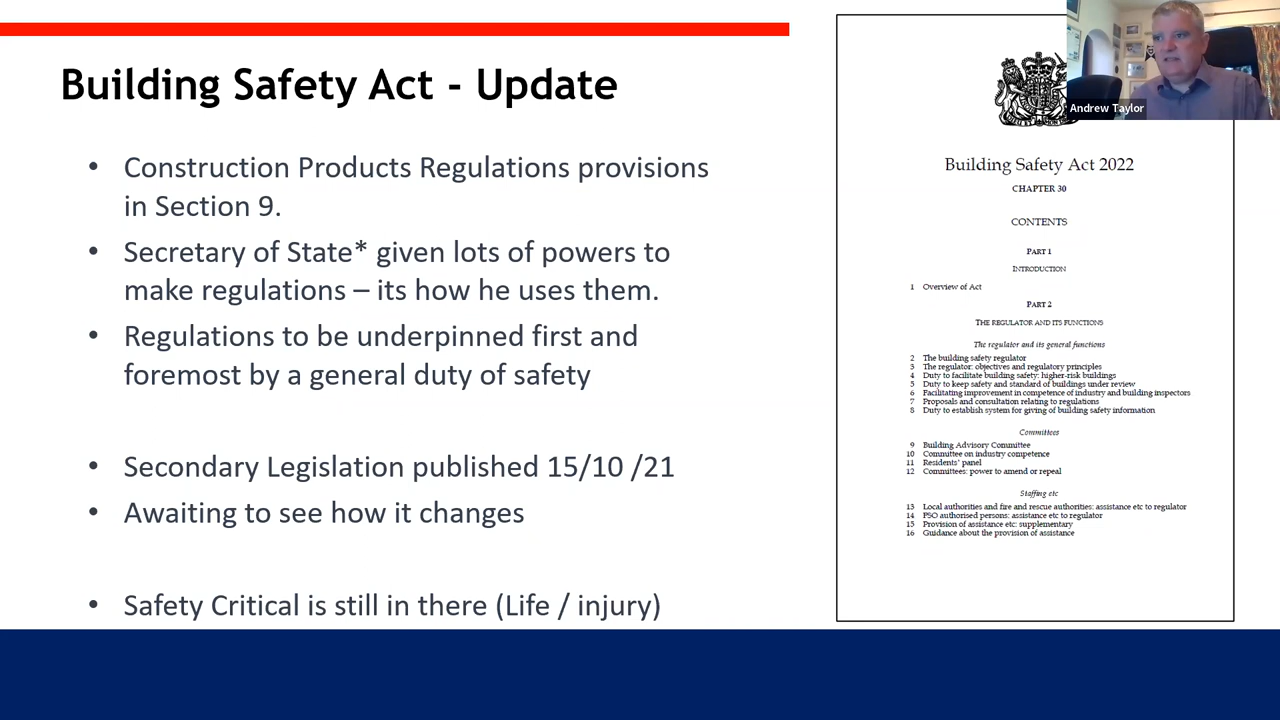 Building Safety Act - Update
• Construction Products Regulations provisions
in Section 9.
• Secretary of State* given lots of powers to
make regulations – its how he uses them.
• Regulations to be underpinned first and
foremost by a general duty of safety
• Secondary Legislation published 15/10 /21
• Awaiting to see how it changes
• Safety Critical is still in there (Life / injury)
Andrew Taylor
Building Safety Act 2022
CHAPTER 30
CONTENTS
PART 1
INTRODUCTION
1 Overview of Act
PART 2
THE REGULATOR AND ITS FUNCTIONS
The regulator and its general functions
2 The building safety regulator
3 The regulator: objectives and regulatory principles
4 Duty to facilitate building safety: higher-risk buildings
5 Duty to keep safety and standard of buildings under review
6 Facilitating improvement in competence of industry and building inspectors
7 Proposals and consultation relating to regulations
8 Duty to establish system for giving of building safety information
Committees
9 Building Advisory Committee
10 Committee on industry competence
11 Residents' panel
12 Committees: power to amend or repeal
Staffing etc
13 Local authorities and fire and rescue authorities: assistance etc to regulator
14 PSO authorised persons: assistance etc to regulator
15 Provision of assistance etc: supplementary
16 Guidance about the provision of assistance